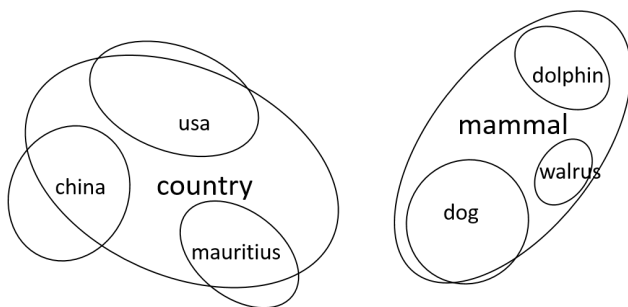 usa
china
country
mauritius
dolphin
mammal
walrus
dog